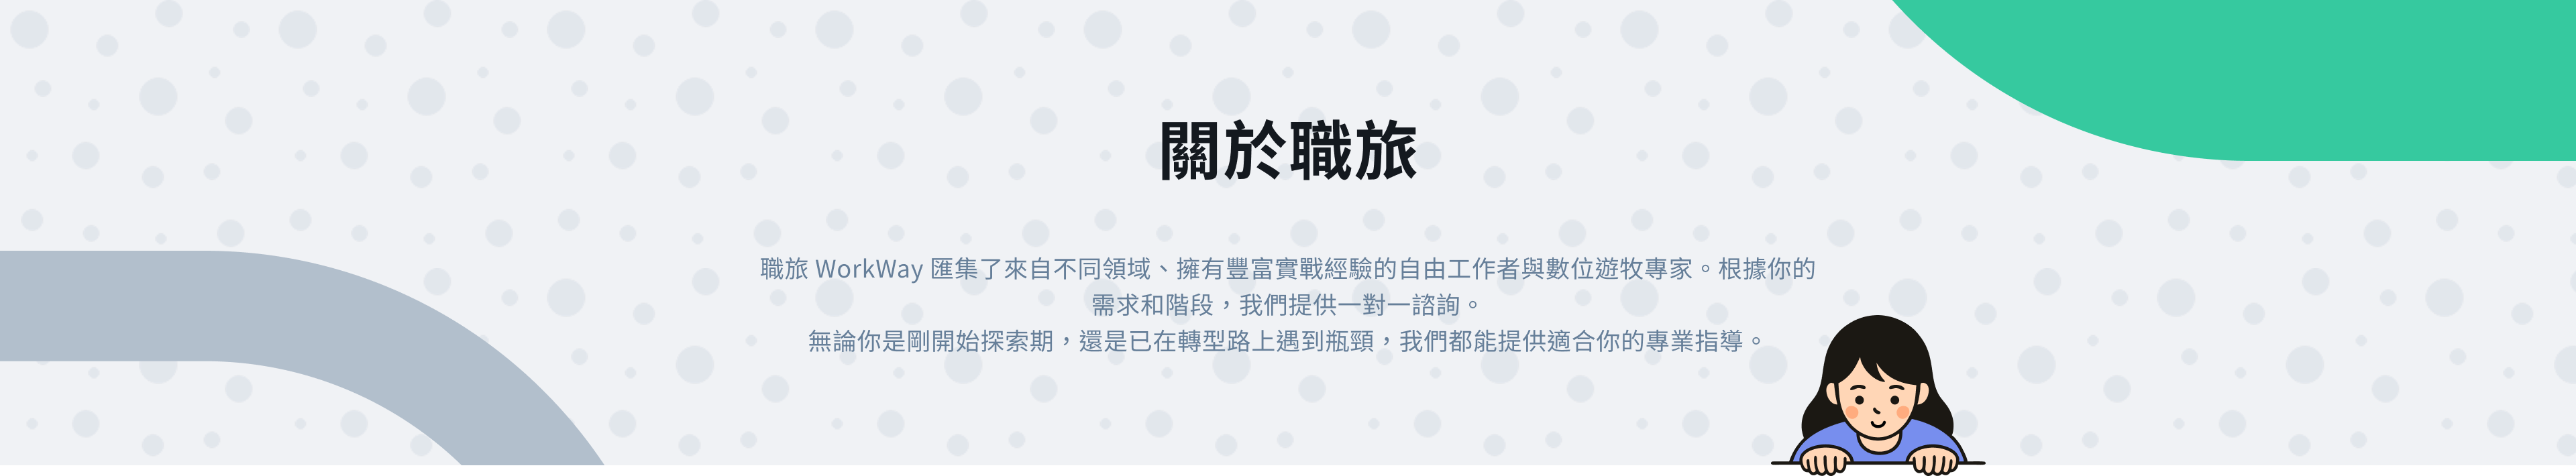 關於職旅
職旅 WorkWay 匯集了來自不同領域、擁有豐富實戰經驗的自由工作者與數位遊牧專家。根據你的
需求和階段，我們提供一對一諮詢。
無論你是剛開始探索期，還是已在轉型路上遇到瓶頸，我們都能提供適合你的專業指導。